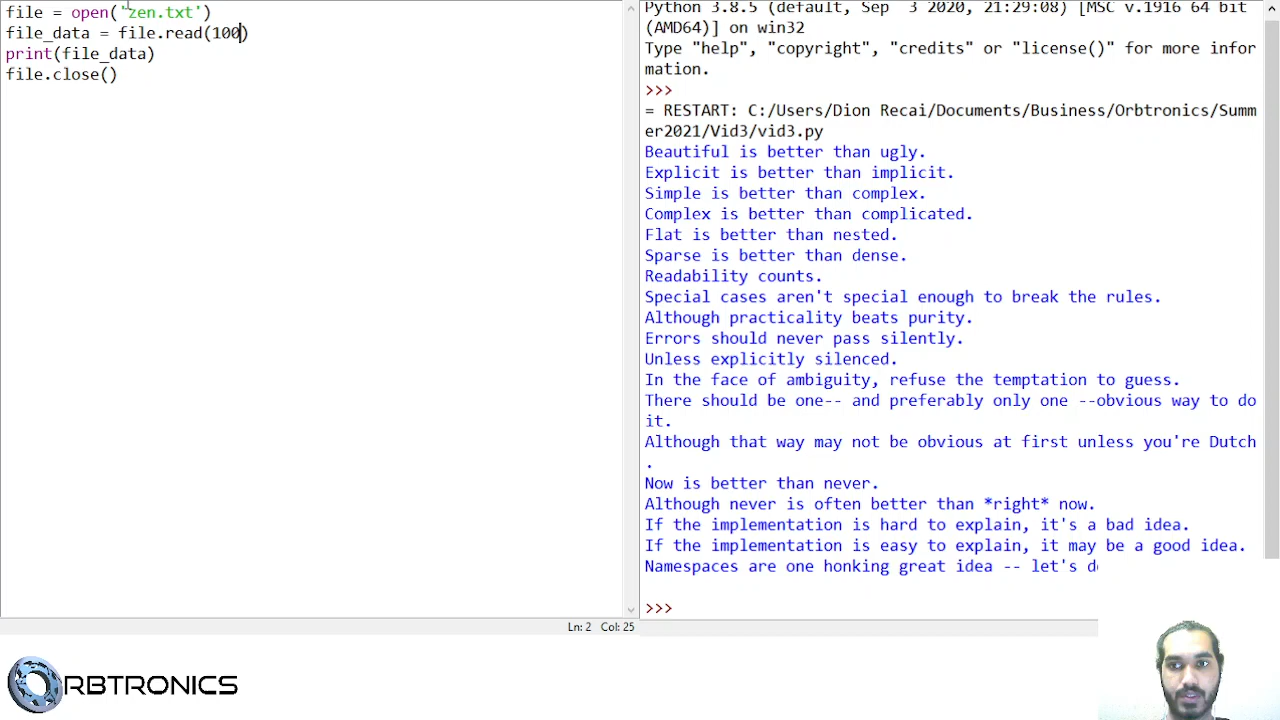 file = open('zen.txt')
file_data = file.read(100)
print(file_data)
file.close()
Python 3.8.5 (default, Sep  3 2020, 21:29:08) [MSC v.1916 64 bit
(AMD64)] on win32
Type "help", "copyright", "credits" or "license()" for more infor
mation.
>>>
= RESTART: C:/Users/Dion Recai/Documents/Business/Orbtronics/Summ
er2021/Vid3/vid3.py
Beautiful is better than ugly.
Explicit is better than implicit.
Simple is better than complex.
Complex is better than complicated.
Flat is better than nested.
Sparse is better than dense.
Readability counts.
Special cases aren't special enough to break the rules.
Although practicality beats purity.
Errors should never pass silently.
Unless explicitly silenced.
In the face of ambiguity, refuse the temptation to guess.
There should be one-- and preferably only one --obvious way to do
it.
Although that way may not be obvious at first unless you're Dutch
.
Now is better than never.
Although never is often better than *right* now.
If the implementation is hard to explain, it's a bad idea.
If the implementation is easy to explain, it may be a good idea.
Namespaces are one honking great idea -- let's
>>>
Ln: 2 Col: 25
ORBTRONICS